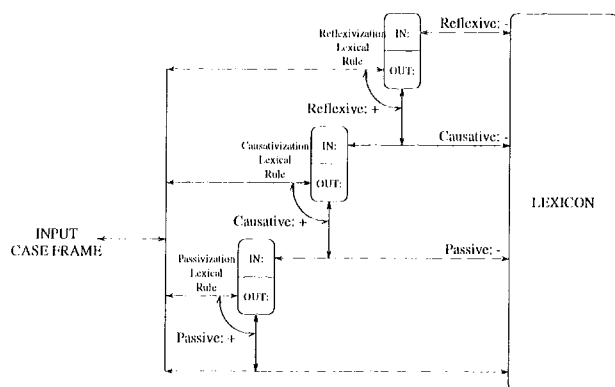 Reflexive: -
Reflexivization
Lexical
Rule
IN:
OUT:
Reflexive: +
Causativization
Lexical
Rule
IN:
OUT:
Causative: -
Causative: +
LEXICON
INPUT
CASE FRAME
Passivization
Lexical
Rule
IN:
OUT:
Passive: -
Passive: +